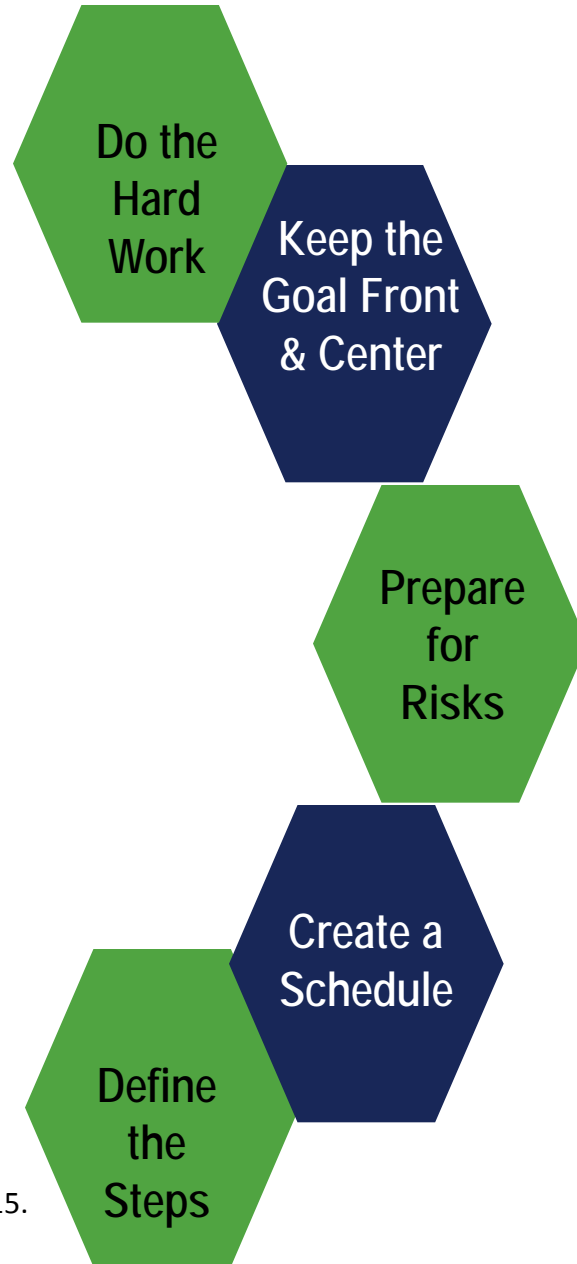 Do the
Hard
Work
Keep the
Goal Front
& Center
Prepare
for
Risks
Create a
Schedule
Define
the
Steps